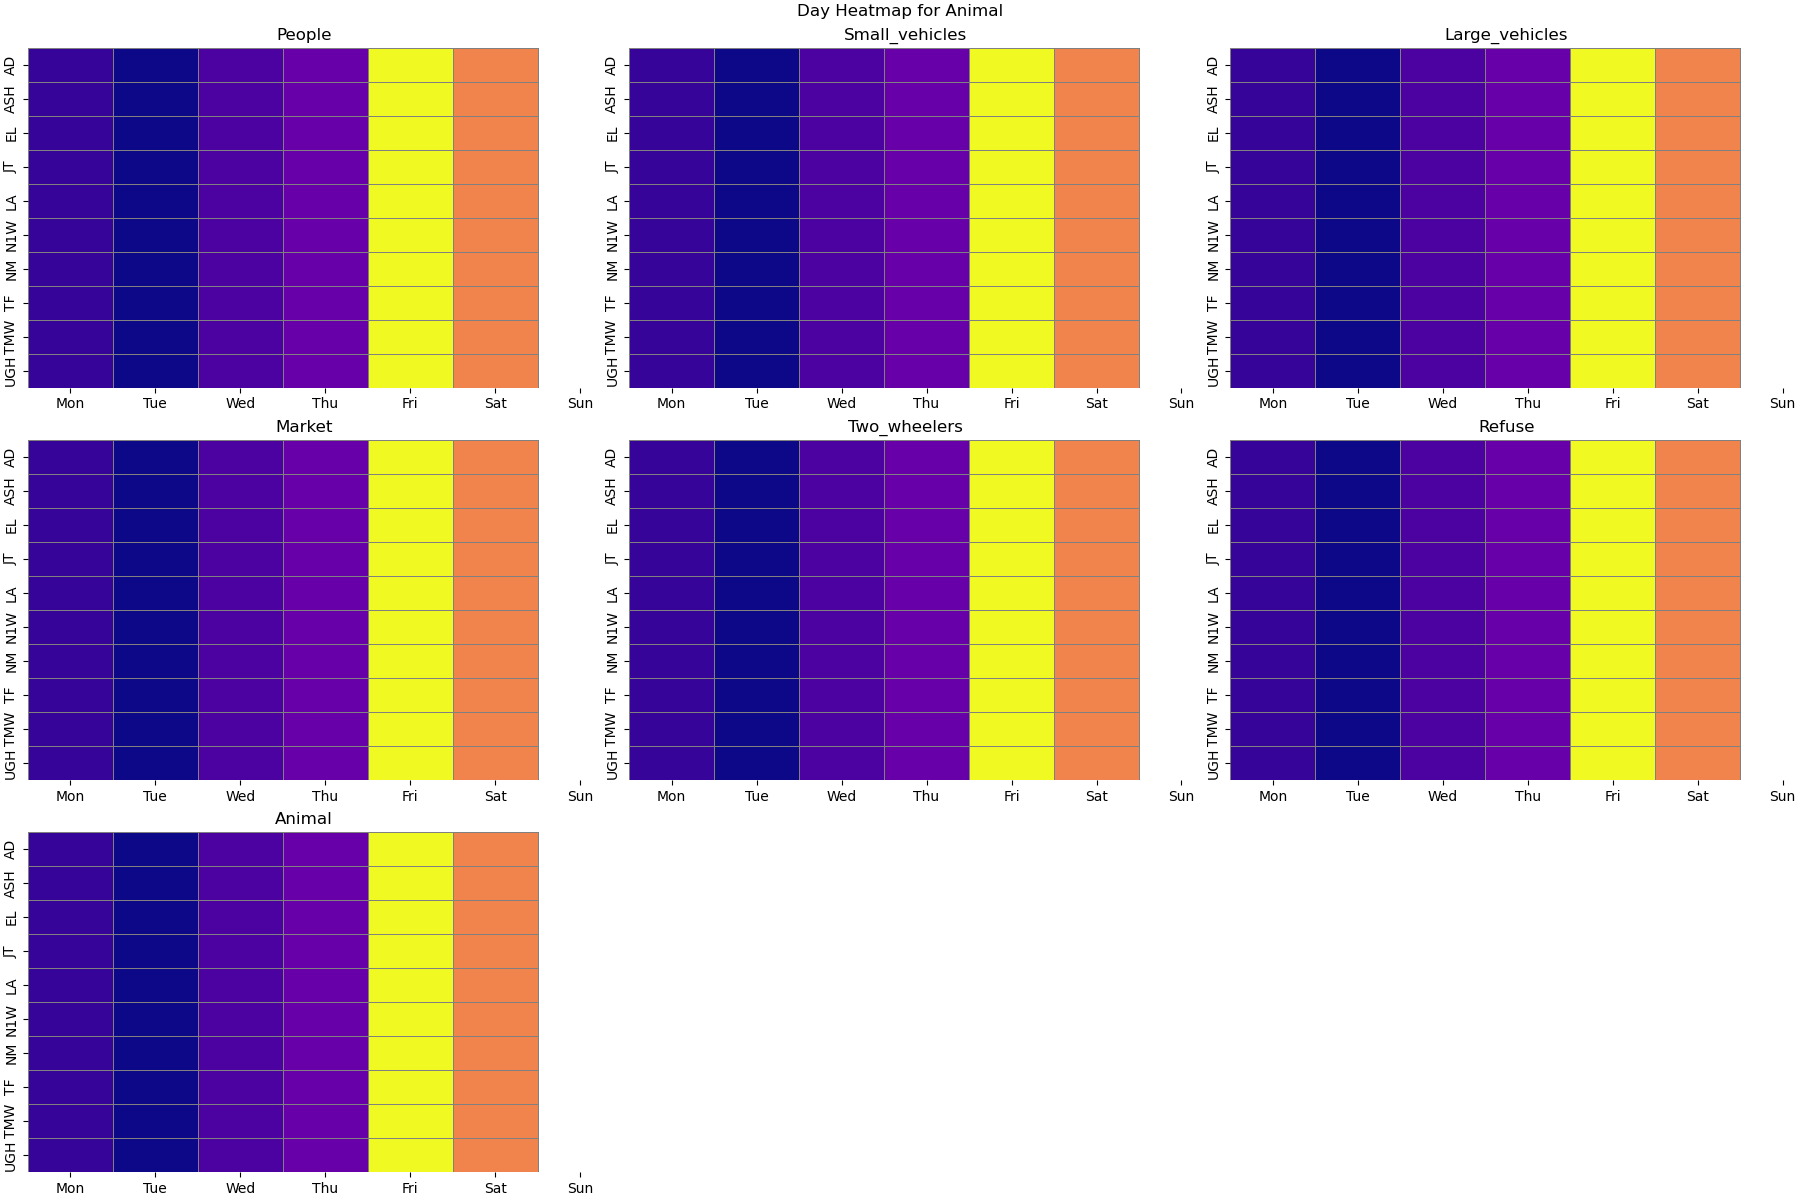 Day Heatmap for Animal
People
Small_vehicles
Large_vehicles
AD
ASH
EL
JT
LA
N1W
NM
TF
TMW
UGH
Mon Tue Wed Thu Fri Sat Sun
AD
ASH
EL
JT
LA
N1W
NM
TF
TMW
UGH
Mon Tue Wed Thu Fri Sat Sun
AD
ASH
EL
JT
LA
N1W
NM
TF
TMW
UGH
Mon Tue Wed Thu Fri Sat Sun
Market
Two_wheelers
Refuse
AD
ASH
EL
JT
LA
N1W
NM
TF
TMW
UGH
Mon Tue Wed Thu Fri Sat Sun
AD
ASH
EL
JT
LA
N1W
NM
TF
TMW
UGH
Mon Tue Wed Thu Fri Sat Sun
AD
ASH
EL
JT
LA
N1W
NM
TF
TMW
UGH
Mon Tue Wed Thu Fri Sat Sun
Animal
AD
ASH
EL
JT
LA
N1W
NM
TF
TMW
UGH
Mon Tue Wed Thu Fri Sat Sun